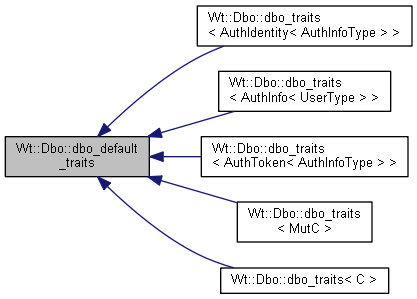 Wt::Dbo::dbo_traits
< AuthIdentity< AuthInfoType > >
Wt::Dbo::dbo_traits
< AuthInfo< UserType > >
Wt::Dbo::dbo_default
_traits
Wt::Dbo::dbo_traits
< AuthToken< AuthInfoType > >
Wt::Dbo::dbo_traits
< MutC >
Wt::Dbo::dbo_traits< C >